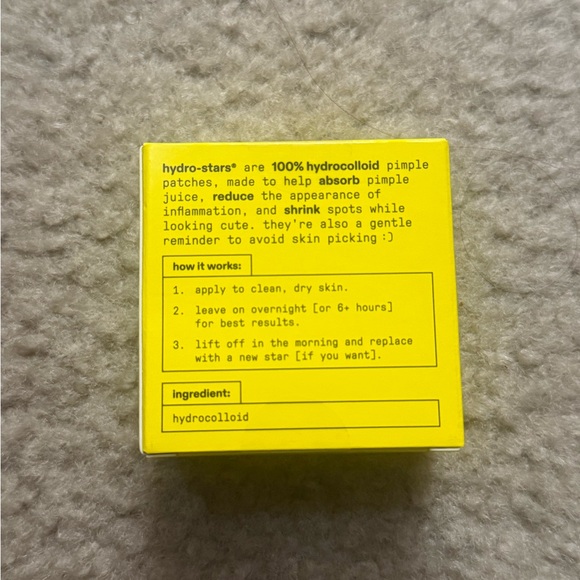 hydro-stars® are 100% hydrocolloid pimple
patches, made to help absorb pimple
juice, reduce the appearance of
inflammation, and shrink spots while
looking cute. they're also a gentle
reminder to avoid skin picking :)
how it works:
1. apply to clean, dry skin.
2. leave on overnight [or 6+ hours]
for best results.
3. lift off in the morning and replace
with a new star [if you want].
ingredient:
hydrocolloid